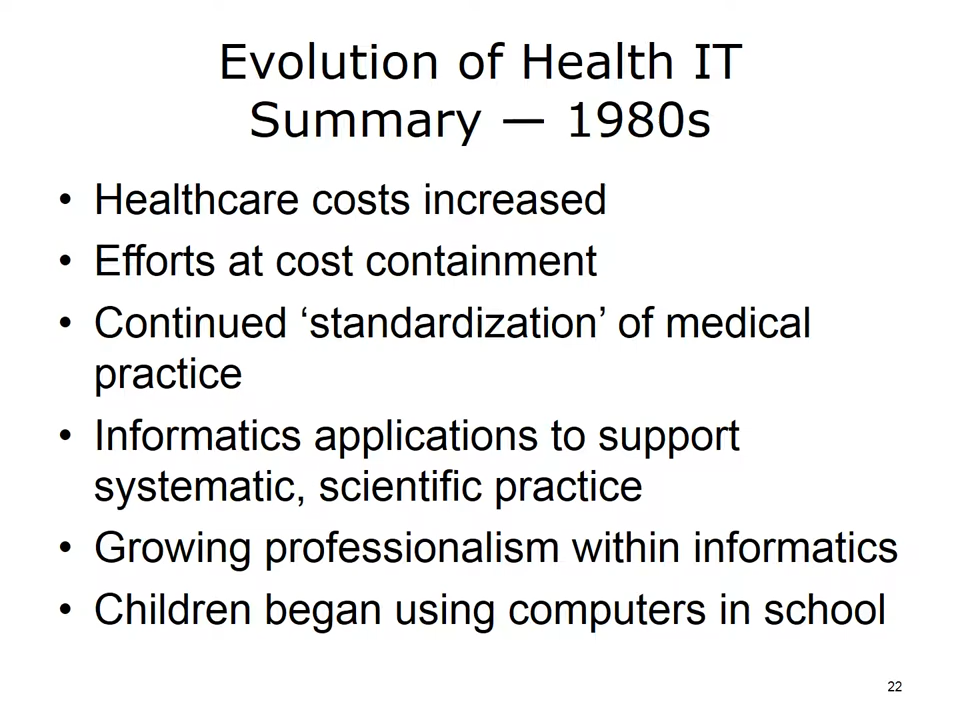 Evolution of Health IT
Summary — 1980s
• Healthcare costs increased
• Efforts at cost containment
• Continued ‘standardization’ of medical
practice
• Informatics applications to support
systematic, scientific practice
• Growing professionalism within informatics
• Children began using computers in school
22